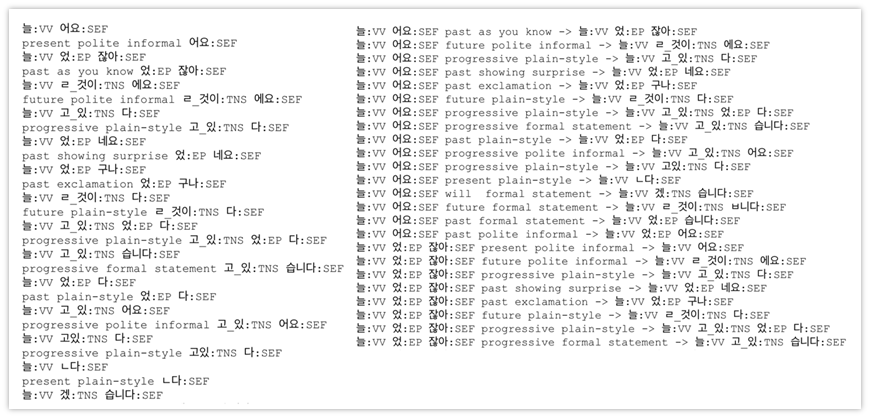 늘:VV 어요:SEF
present polite informal 어요:SEF
늘:VV 었:EP 잖아:SEF
past as you know 었:EP 잖아:SEF
늘:VV ㄹ_것이:TNS 에요:SEF
future polite informal ㄹ_것이:TNS 에요:SEF
늘:VV 고_있:TNS 다:SEF
progressive plain-style 고_있:TNS 다:SEF
늘:VV 었:EP 네요:SEF
past showing surprise 었:EP 네요:SEF
늘:VV 었:EP 구나:SEF
past exclamation 었:EP 구나:SEF
늘:VV ㄹ_것이:TNS 다:SEF
future plain-style ㄹ_것이:TNS 다:SEF
늘:VV 고_있:TNS 었:EP 다:SEF
progressive plain-style 고_있:TNS 었:EP 다:SEF
늘:VV 고_있:TNS 습니다:SEF
progressive formal statement 고_있:TNS 습니다:SEF
늘:VV 었:EP 다:SEF
past plain-style 었:EP 다:SEF
늘:VV 고_있:TNS 어요:SEF
progressive polite informal 고_있:TNS 어요:SEF
늘:VV 고있:TNS 다:SEF
progressive plain-style 고있:TNS 다:SEF
늘:VV ㄴ다:SEF
present plain-style ㄴ다:SEF
늘:VV 겠:TNS 습니다:SEF
늘:VV 어요:SEF past as you know -> 늘:VV 었:EP 잖아:SEF
늘:VV 어요:SEF future polite informal -> 늘:VV ㄹ_것이:TNS 에요:SEF
늘:VV 어요:SEF progressive plain-style -> 늘:VV 고_있:TNS 다:SEF
늘:VV 어요:SEF past showing surprise -> 늘:VV 었:EP 네요:SEF
늘:VV 어요:SEF past exclamation -> 늘:VV 었:EP 구나:SEF
늘:VV 어요:SEF future plain-style -> 늘:VV ㄹ_것이:TNS 다:SEF
늘:VV 어요:SEF progressive plain-style -> 늘:VV 고_있:TNS 었:EP 다:SEF
늘:VV 어요:SEF progressive formal statement -> 늘:VV 고_있:TNS 습니다:SEF
늘:VV 어요:SEF past plain-style -> 늘:VV 었:EP 다:SEF
늘:VV 어요:SEF progressive polite informal -> 늘:VV 고_있:TNS 어요:SEF
늘:VV 어요:SEF progressive plain-style -> 늘:VV 고있:TNS 다:SEF
늘:VV 어요:SEF present plain-style -> 늘:VV ㄴ다:SEF
늘:VV 어요:SEF will  formal statement -> 늘:VV 겠:TNS 습니다:SEF
늘:VV 어요:SEF future formal statement -> 늘:VV ㄹ_것이:TNS ㅂ니다:SEF
늘:VV 어요:SEF past formal statement -> 늘:VV 었:EP 습니다:SEF
늘:VV 어요:SEF past polite informal -> 늘:VV 었:EP 어요:SEF
늘:VV 었:EP 잖아:SEF present polite informal -> 늘:VV 어요:SEF
늘:VV 었:EP 잖아:SEF future polite informal -> 늘:VV ㄹ_것이:TNS 에요:SEF
늘:VV 었:EP 잖아:SEF progressive plain-style -> 늘:VV 고_있:TNS 다:SEF
늘:VV 었:EP 잖아:SEF past showing surprise -> 늘:VV 었:EP 네요:SEF
늘:VV 었:EP 잖아:SEF past exclamation -> 늘:VV 었:EP 구나:SEF
늘:VV 었:EP 잖아:SEF future plain-style -> 늘:VV ㄹ_것이:TNS 다:SEF
늘:VV 었:EP 잖아:SEF progressive plain-style -> 늘:VV 고_있:TNS 었:EP 다:SEF
늘:VV 었:EP 잖아:SEF progressive formal statement -> 늘:VV 고_있:TNS 습니다:SEF